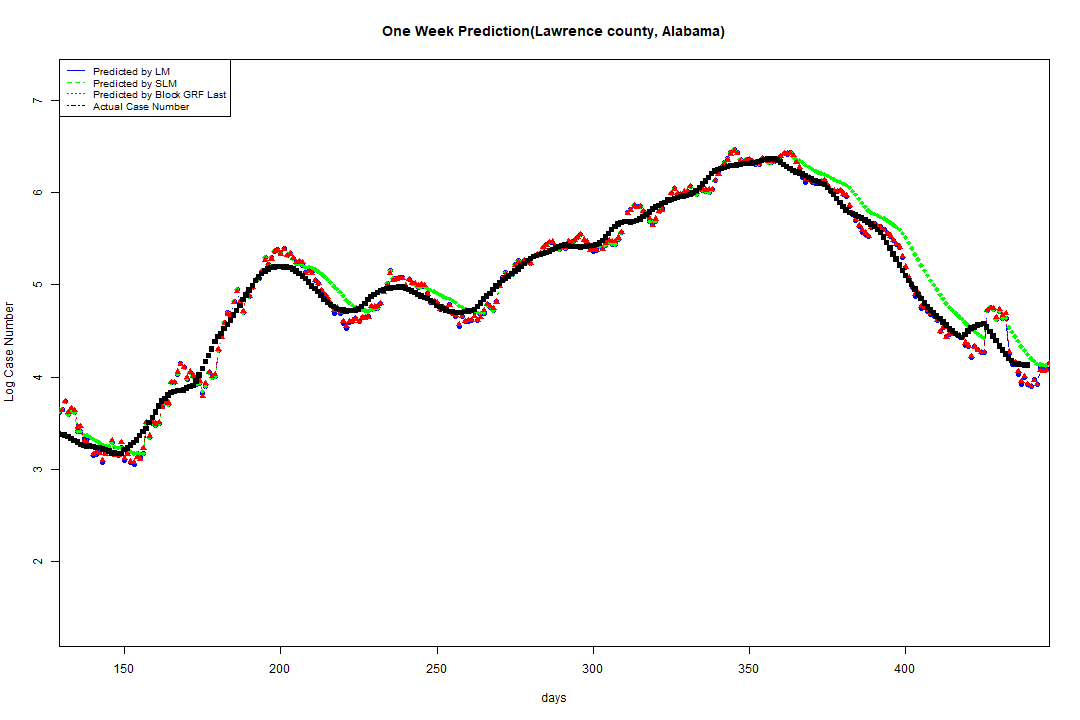 One Week Prediction(Lawrence county, Alabama)
Predicted by LM
Predicted by SLM
Predicted by Block GRF Last
Actual Case Number
7
6
5
4
3
2
Log Case Number
150 200 250 300 350 400
days